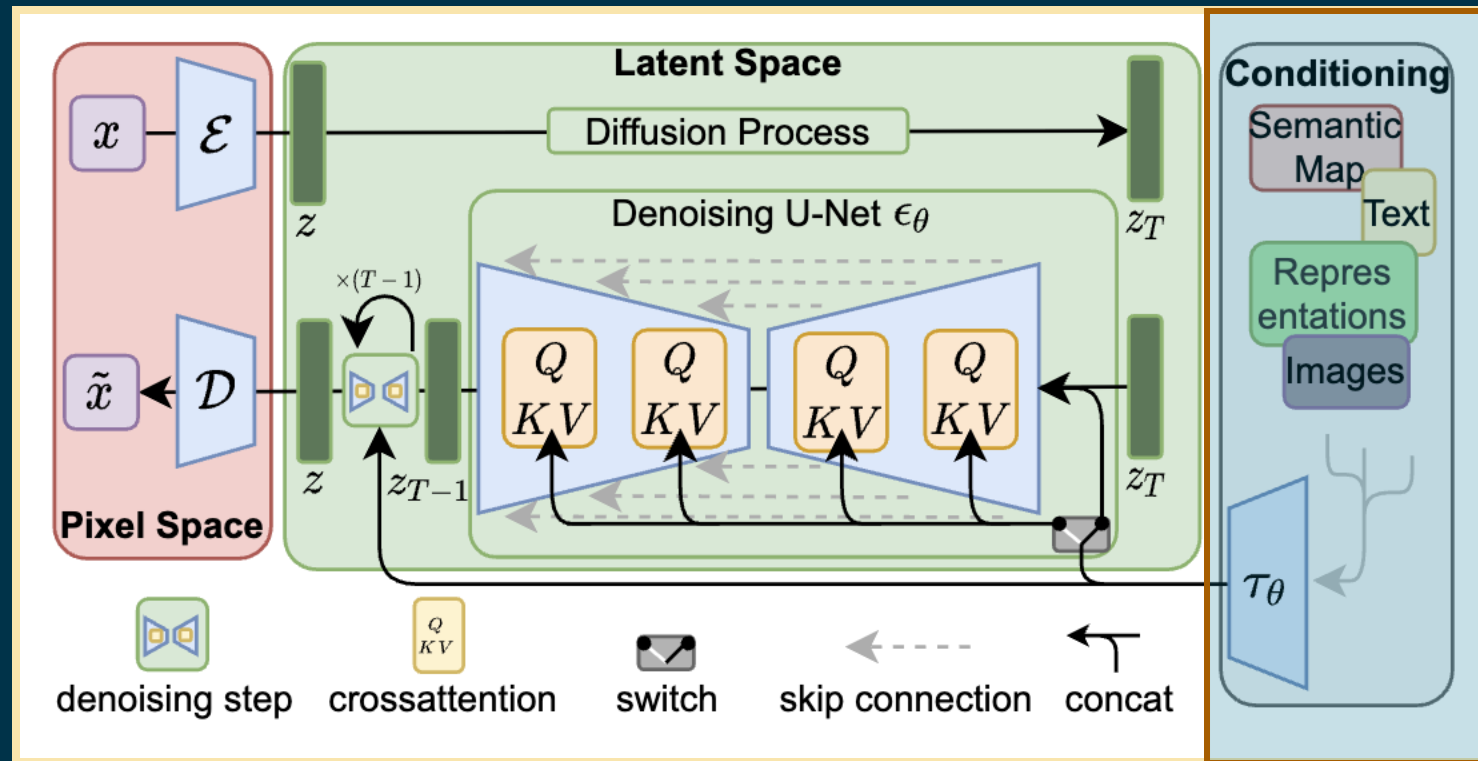 Latent Space
Conditioning
Semantic
Map
Text
Repres
entations
Images
x
ℰ
z
Diffusion Process
z_T
Denoising U-Net ϵ_θ
×(T − 1)
Q
K V
Q
K V
Q
K V
Q
K V
x̃
𝒟
z
z_{T−1}
z_T
Pixel Space
τ_θ
Q
K V
denoising step
crossattention
switch
skip connection
concat